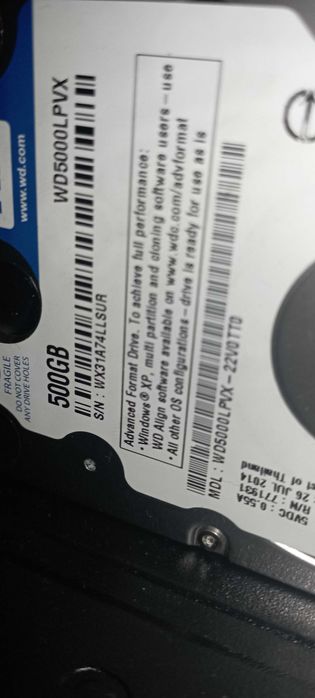 www.wd.com
WD5000LPVX
500GB
S/N : WX31A74LLSUR
Advanced Format Drive. To achieve full performance:
• Windows® XP, multi partition and cloning software users - use
WD Align software available on www.wdc.com/advformat
• All other OS configurations - drive is ready for use as is
MDL : WD5000LPVX - 22V0TT0
FRAGILE
DO NOT COVER
ANY DRIVE HOLES
5VDC : 0.55A
R/N : 771931
26 JUL 2014
of Thailand